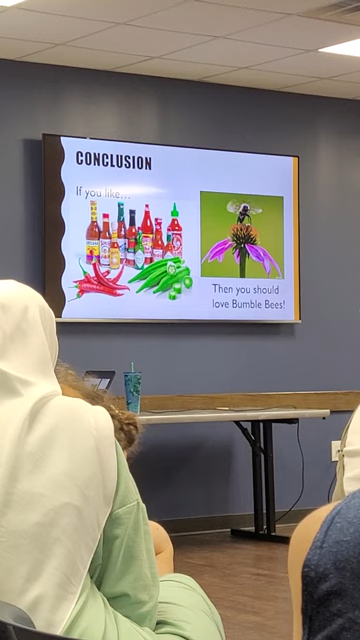 CONCLUSION
If you like...
Then you should
love Bumble Bees!